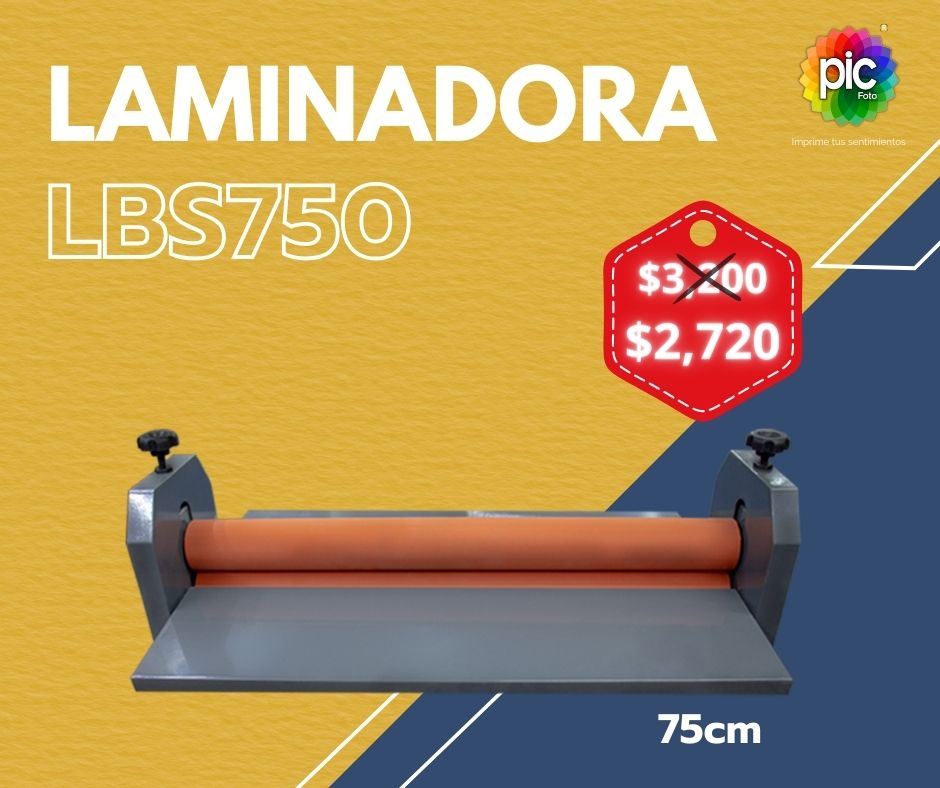 LAMINADORA
LBS750
®
pic
Foto
Imprime tus sentimientos
$3,200
$2,720
75cm